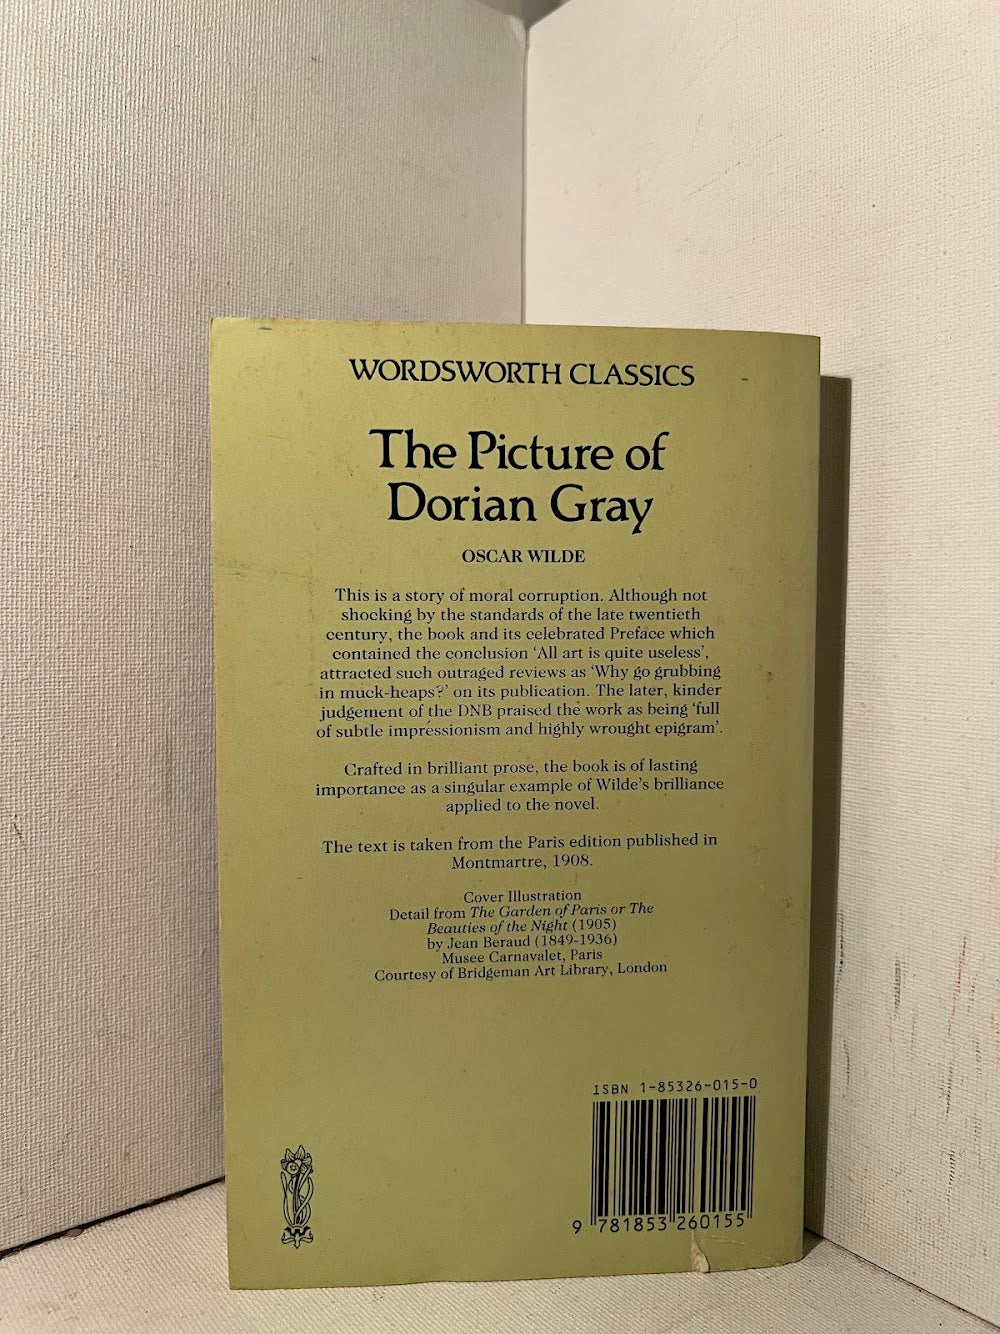 WORDSWORTH CLASSICS
The Picture of
Dorian Gray
OSCAR WILDE
This is a story of moral corruption. Although not
shocking by the standards of the late twentieth
century, the book and its celebrated Preface which
contained the conclusion ‘All art is quite useless’,
attracted such outraged reviews as ‘Why go grubbing
in muck-heaps?’ on its publication. The later, kinder
judgement of the DNB praised the work as being ‘full
of subtle impressionism and highly wrought epigram’.
Crafted in brilliant prose, the book is of lasting
importance as a singular example of Wilde’s brilliance
applied to the novel.
The text is taken from the Paris edition published in
Montmartre, 1908.
Cover Illustration
Detail from The Garden of Paris or The
Beauties of the Night (1905)
by Jean Beraud (1849-1936)
Musee Carnavalet, Paris
Courtesy of Bridgeman Art Library, London
ISBN 1-85326-015-0
9 781853 260155
W